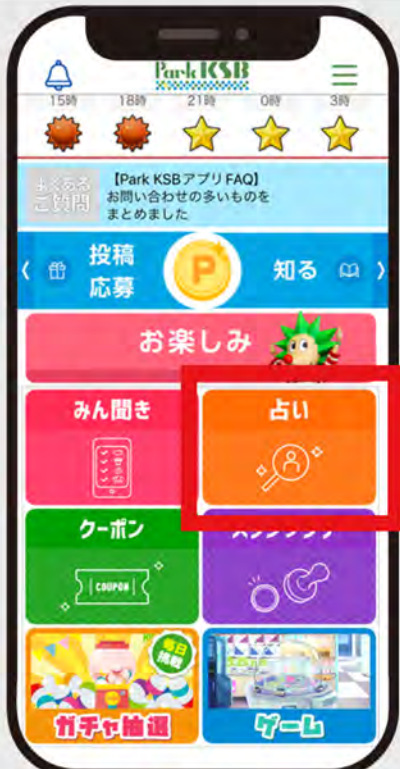 Park KSB
15時 18時 21時 0時 3時
よくある
ご質問
【Park KSBアプリ FAQ】
お問い合わせの多いものを
まとめました
投稿
応募
P
知る
お楽しみ
みん聞き
占い
クーポン
COUPON
毎日
挑戦
ガチャ抽選
ゲーム